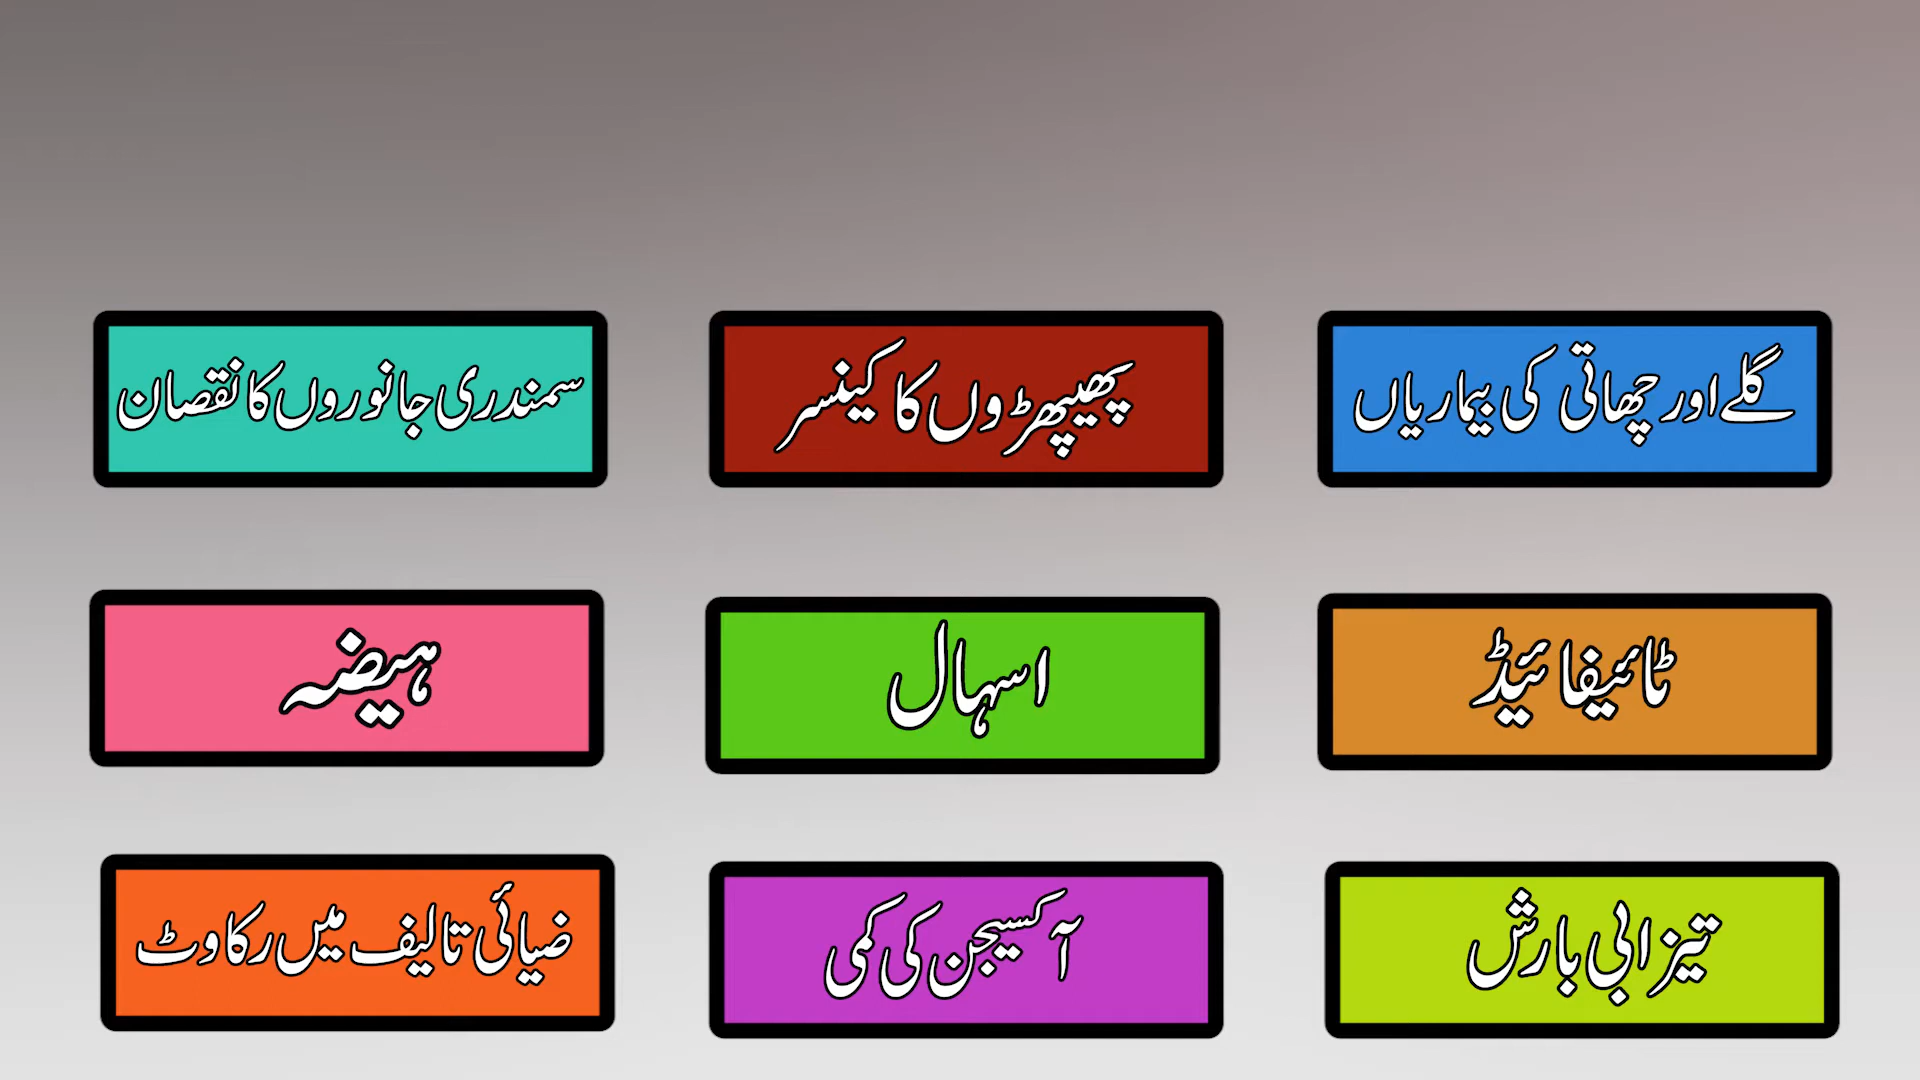 گلے اور چھاتی کی بیماریاں
پھیپھڑوں کا کینسر
سمندری جانوروں کا نقصان
ٹائیفائیڈ
اسہال
ہیضہ
تیزابی بارش
آکسیجن کی کمی
ضیائی تالیف میں رکاوٹ